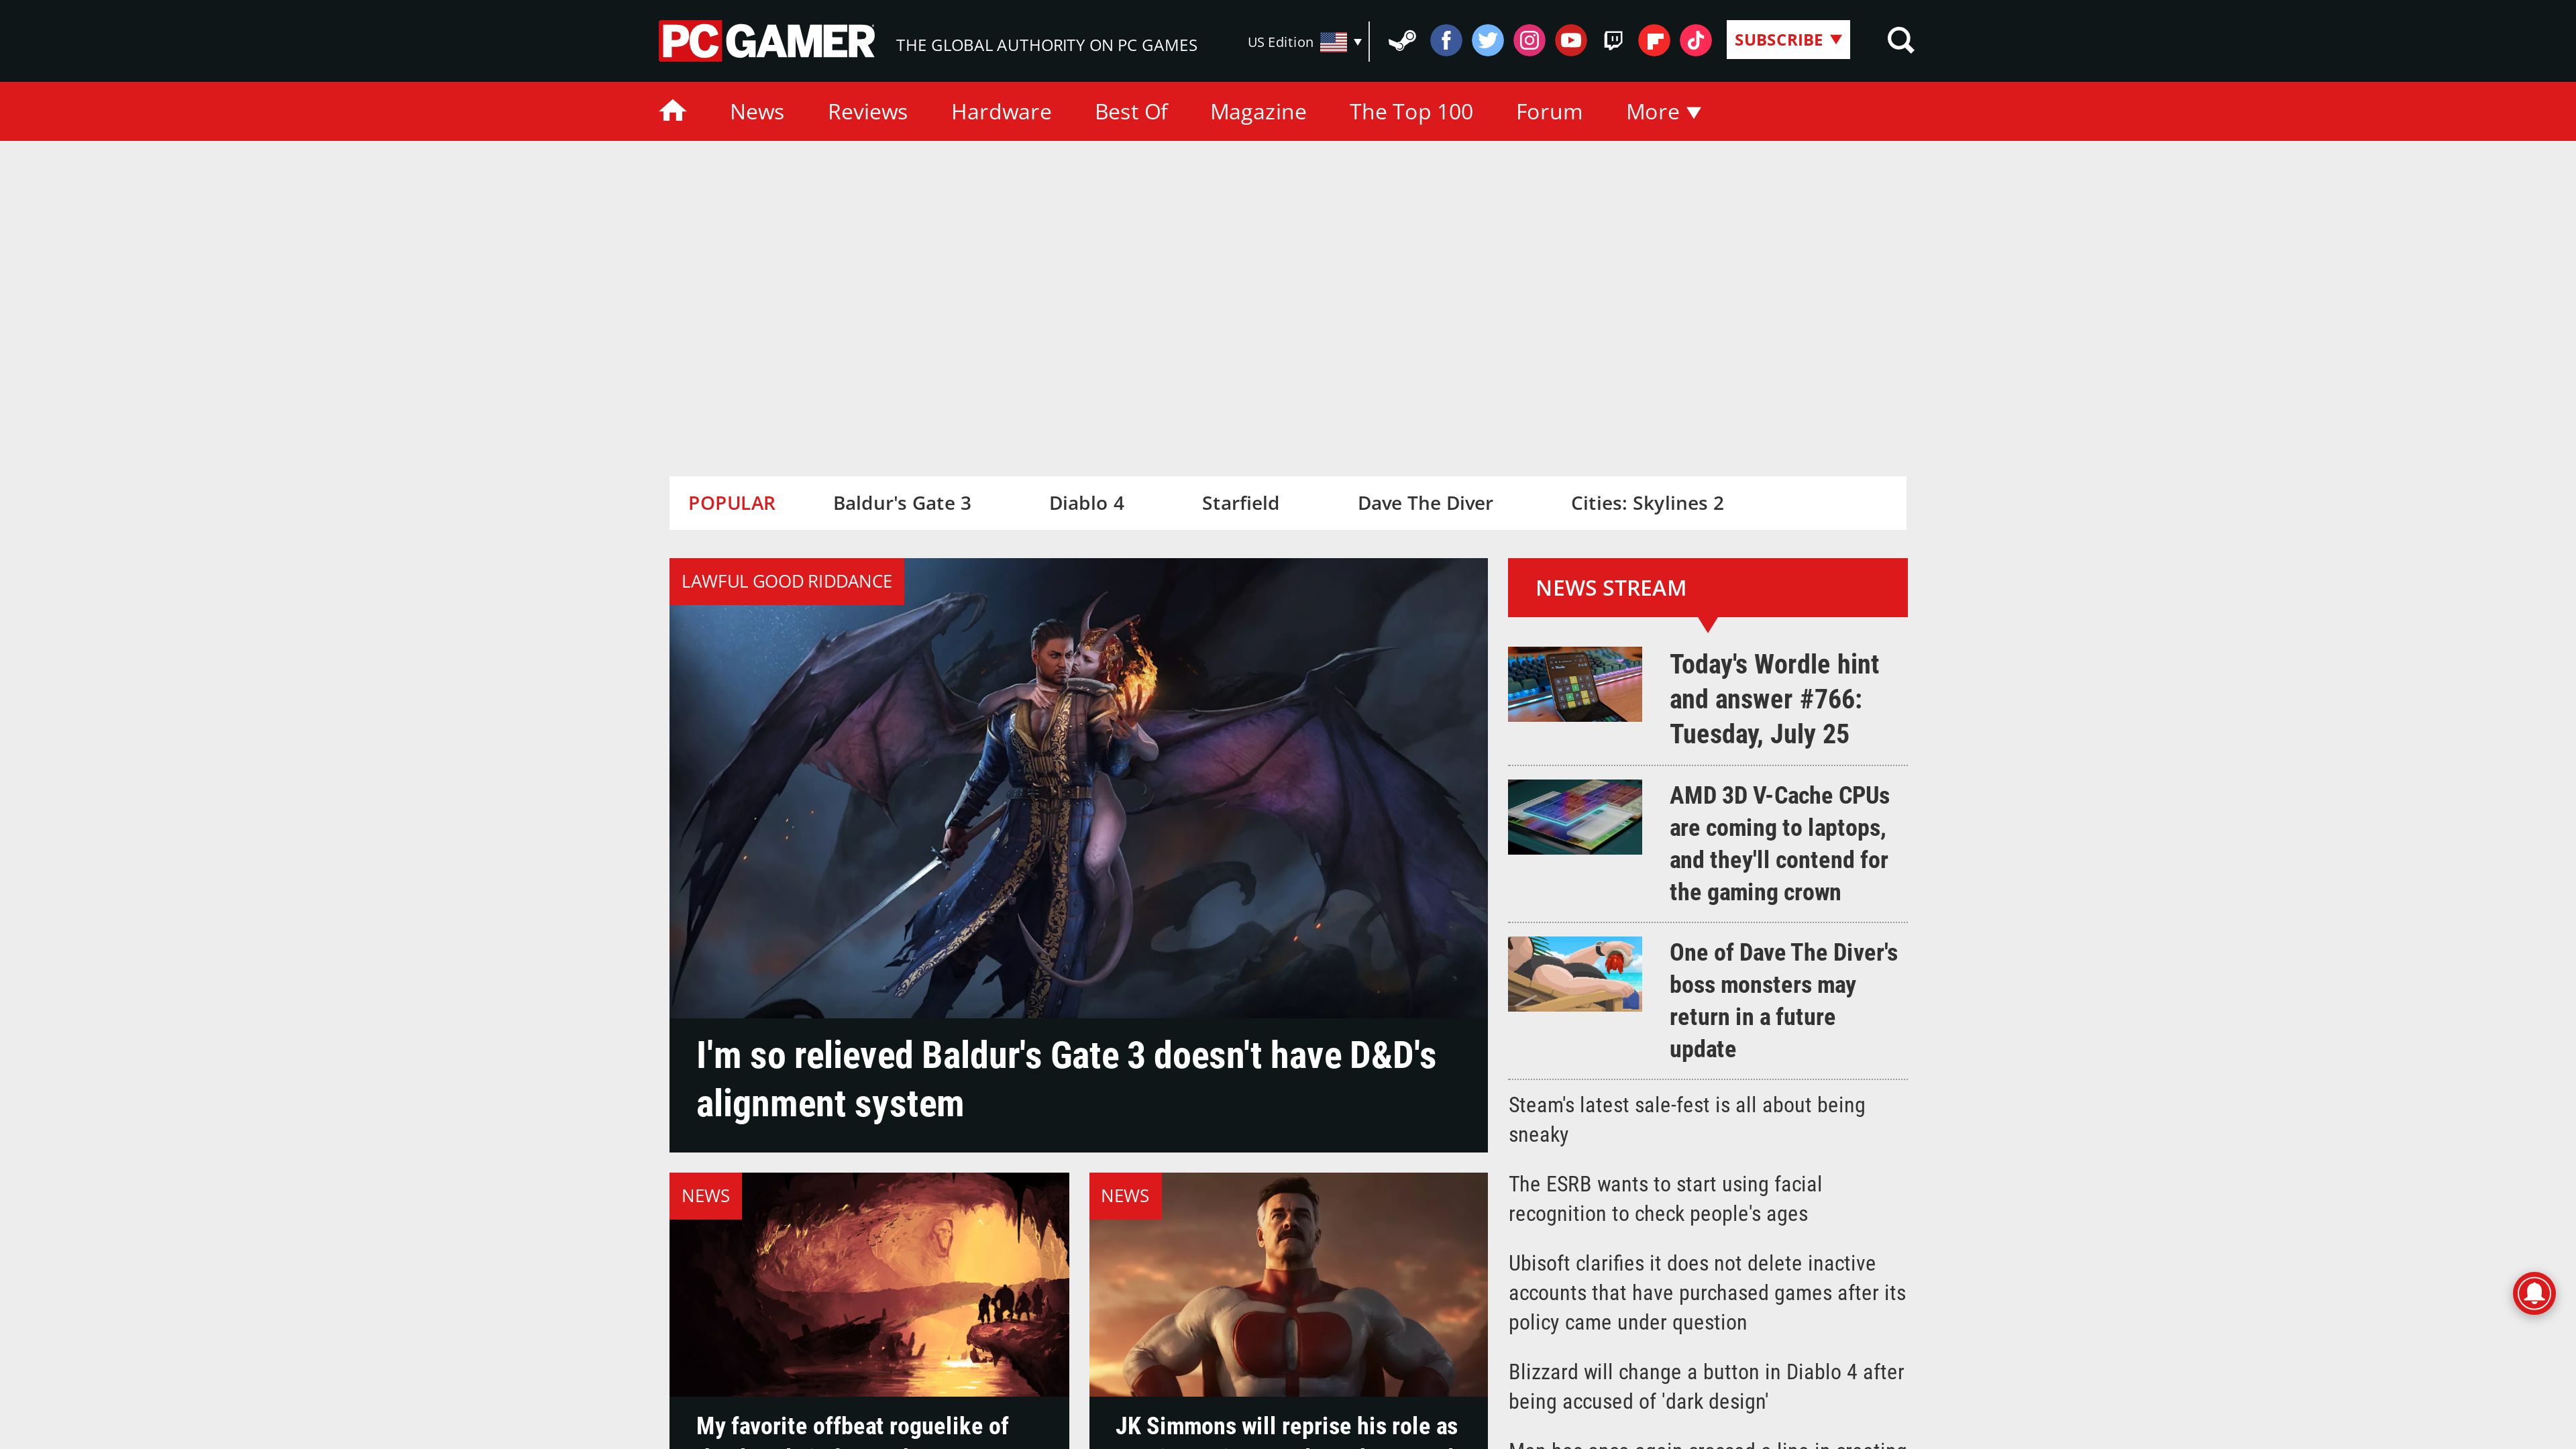 PC GAMER
THE GLOBAL AUTHORITY ON PC GAMES
US Edition
SUBSCRIBE
News
Reviews
Hardware
Best Of
Magazine
The Top 100
Forum
More
POPULAR
Baldur's Gate 3
Diablo 4
Starfield
Dave The Diver
Cities: Skylines 2
LAWFUL GOOD RIDDANCE
I'm so relieved Baldur's Gate 3 doesn't have D&D's
alignment system
NEWS
My favorite offbeat roguelike of
NEWS
JK Simmons will reprise his role as
NEWS STREAM
Today's Wordle hint
and answer #766:
Tuesday, July 25
AMD 3D V-Cache CPUs
are coming to laptops,
and they'll contend for
the gaming crown
One of Dave The Diver's
boss monsters may
return in a future
update
Steam's latest sale-fest is all about being
sneaky
The ESRB wants to start using facial
recognition to check people's ages
Ubisoft clarifies it does not delete inactive
accounts that have purchased games after its
policy came under question
Blizzard will change a button in Diablo 4 after
being accused of 'dark design'